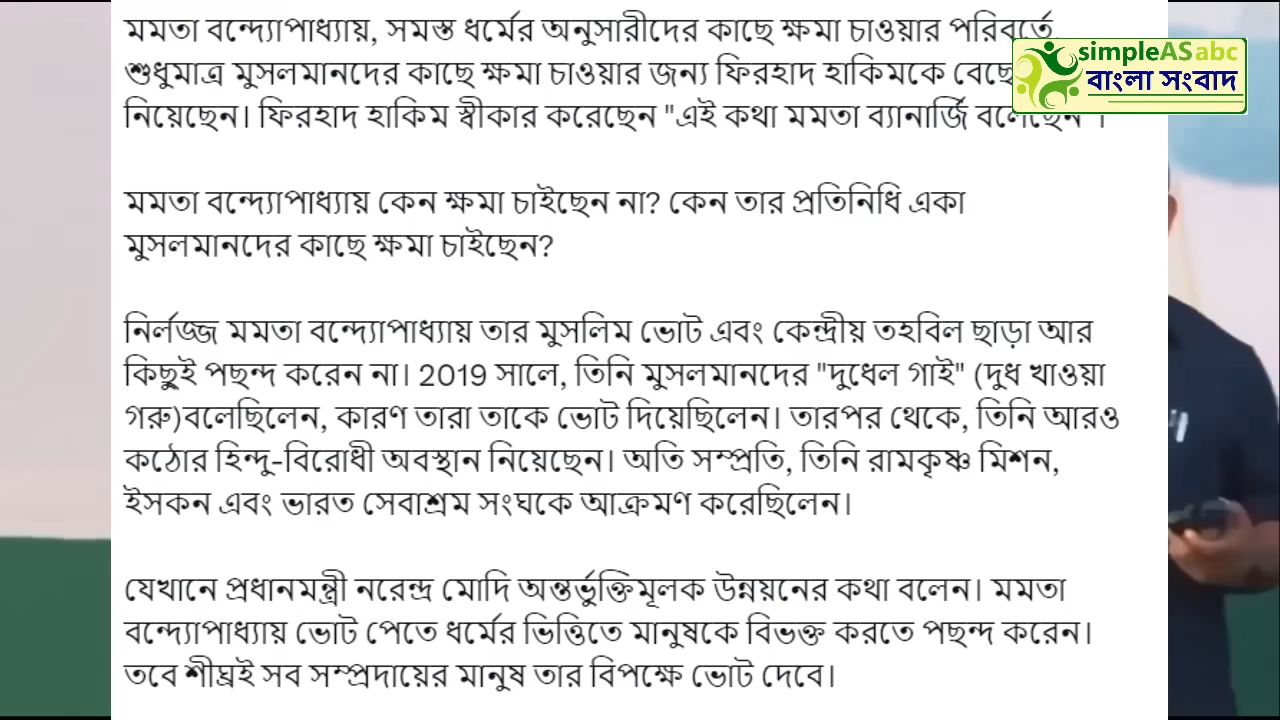 মমতা বন্দ্যোপাধ্যায়, সমস্ত ধর্মের অনুসারীদের কাছে ক্ষমা চাওয়ার পরিবর্তে
শুধুমাত্র মুসলমানদের কাছে ক্ষমা চাওয়ার জন্য ফিরহাদ হাকিমকে বেছে
নিয়েছেন। ফিরহাদ হাকিম স্বীকার করেছেন "এই কথা মমতা ব্যানার্জি বলেছেন"।
simpleASabc
বাংলা সংবাদ
মমতা বন্দ্যোপাধ্যায় কেন ক্ষমা চাইছেন না? কেন তার প্রতিনিধি একা
মুসলমানদের কাছে ক্ষমা চাইছেন?
নির্লজ্জ মমতা বন্দ্যোপাধ্যায় তার মুসলিম ভোট এবং কেন্দ্রীয় তহবিল ছাড়া আর
কিছুই পছন্দ করেন না। 2019 সালে, তিনি মুসলমানদের "দুধেল গাই" (দুধ খাওয়া
গরু)বলেছিলেন, কারণ তারা তাকে ভোট দিয়েছিলেন। তারপর থেকে, তিনি আরও
কঠোর হিন্দু-বিরোধী অবস্থান নিয়েছেন। অতি সম্প্রতি, তিনি রামকৃষ্ণ মিশন,
ইসকন এবং ভারত সেবাশ্রম সংঘকে আক্রমণ করেছিলেন।
যেখানে প্রধানমন্ত্রী নরেন্দ্র মোদি অন্তর্ভুক্তিমূলক উন্নয়নের কথা বলেন। মমতা
বন্দ্যোপাধ্যায় ভোট পেতে ধর্মের ভিত্তিতে মানুষকে বিভক্ত করতে পছন্দ করেন।
তবে শীঘ্রই সব সম্প্রদায়ের মানুষ তার বিপক্ষে ভোট দেবে।